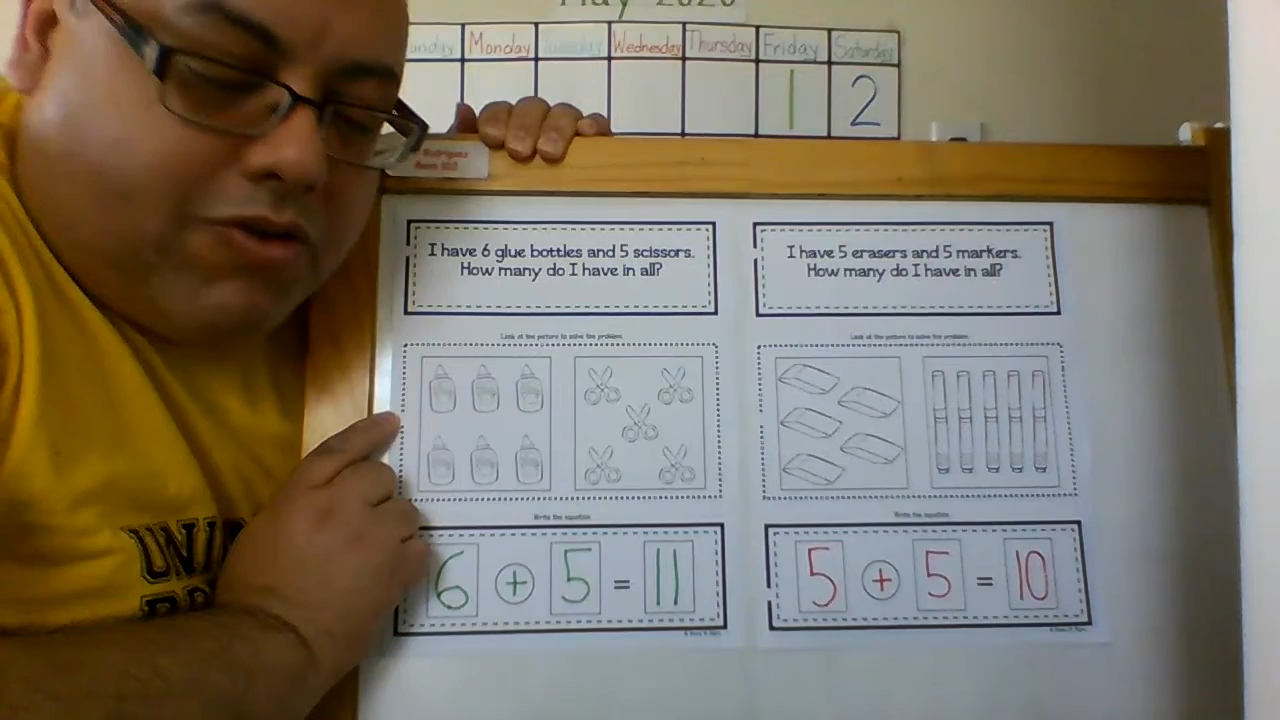 May 2020
unday Monday Tuesday Wednesday Thursday Friday Saturday
1 2
Rodriguez
Room
I have 6 glue bottles and 5 scissors.
How many do I have in all?
Look at the picture to solve the problem.
Write the equation
6 + 5 = 11
I have 5 erasers and 5 markers.
How many do I have in all?
Look at the picture to solve the problem.
Write the equation
5 + 5 = 10